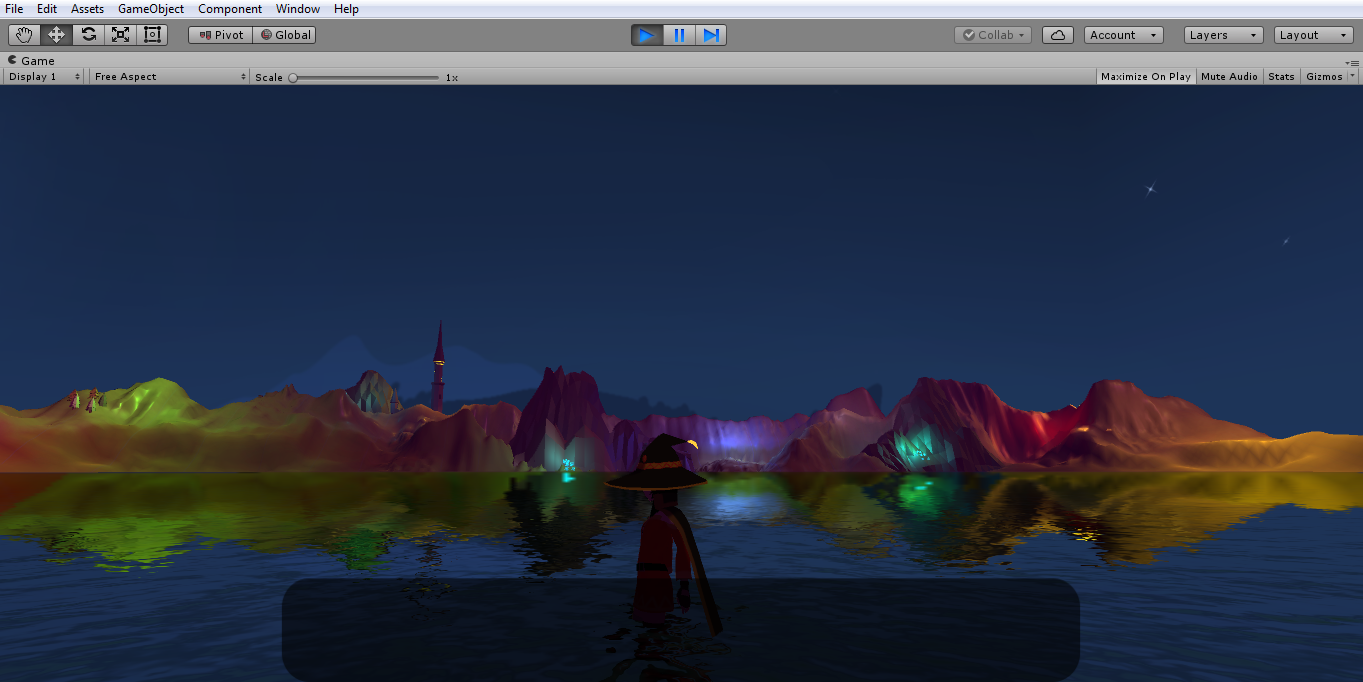 File Edit Assets GameObject Component Window Help
Pivot Global Collab Account Layers Layout
Game
Display 1 Free Aspect Scale 1x Maximize On Play Mute Audio Stats Gizmos